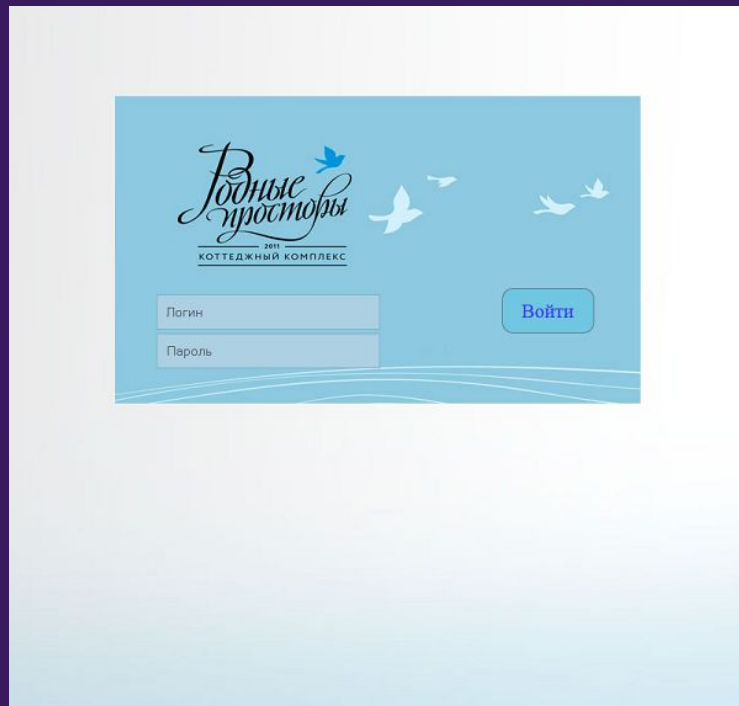 Родные
просторы
2011
КОТТЕДЖНЫЙ КОМПЛЕКС
Логин
Войти
Пароль